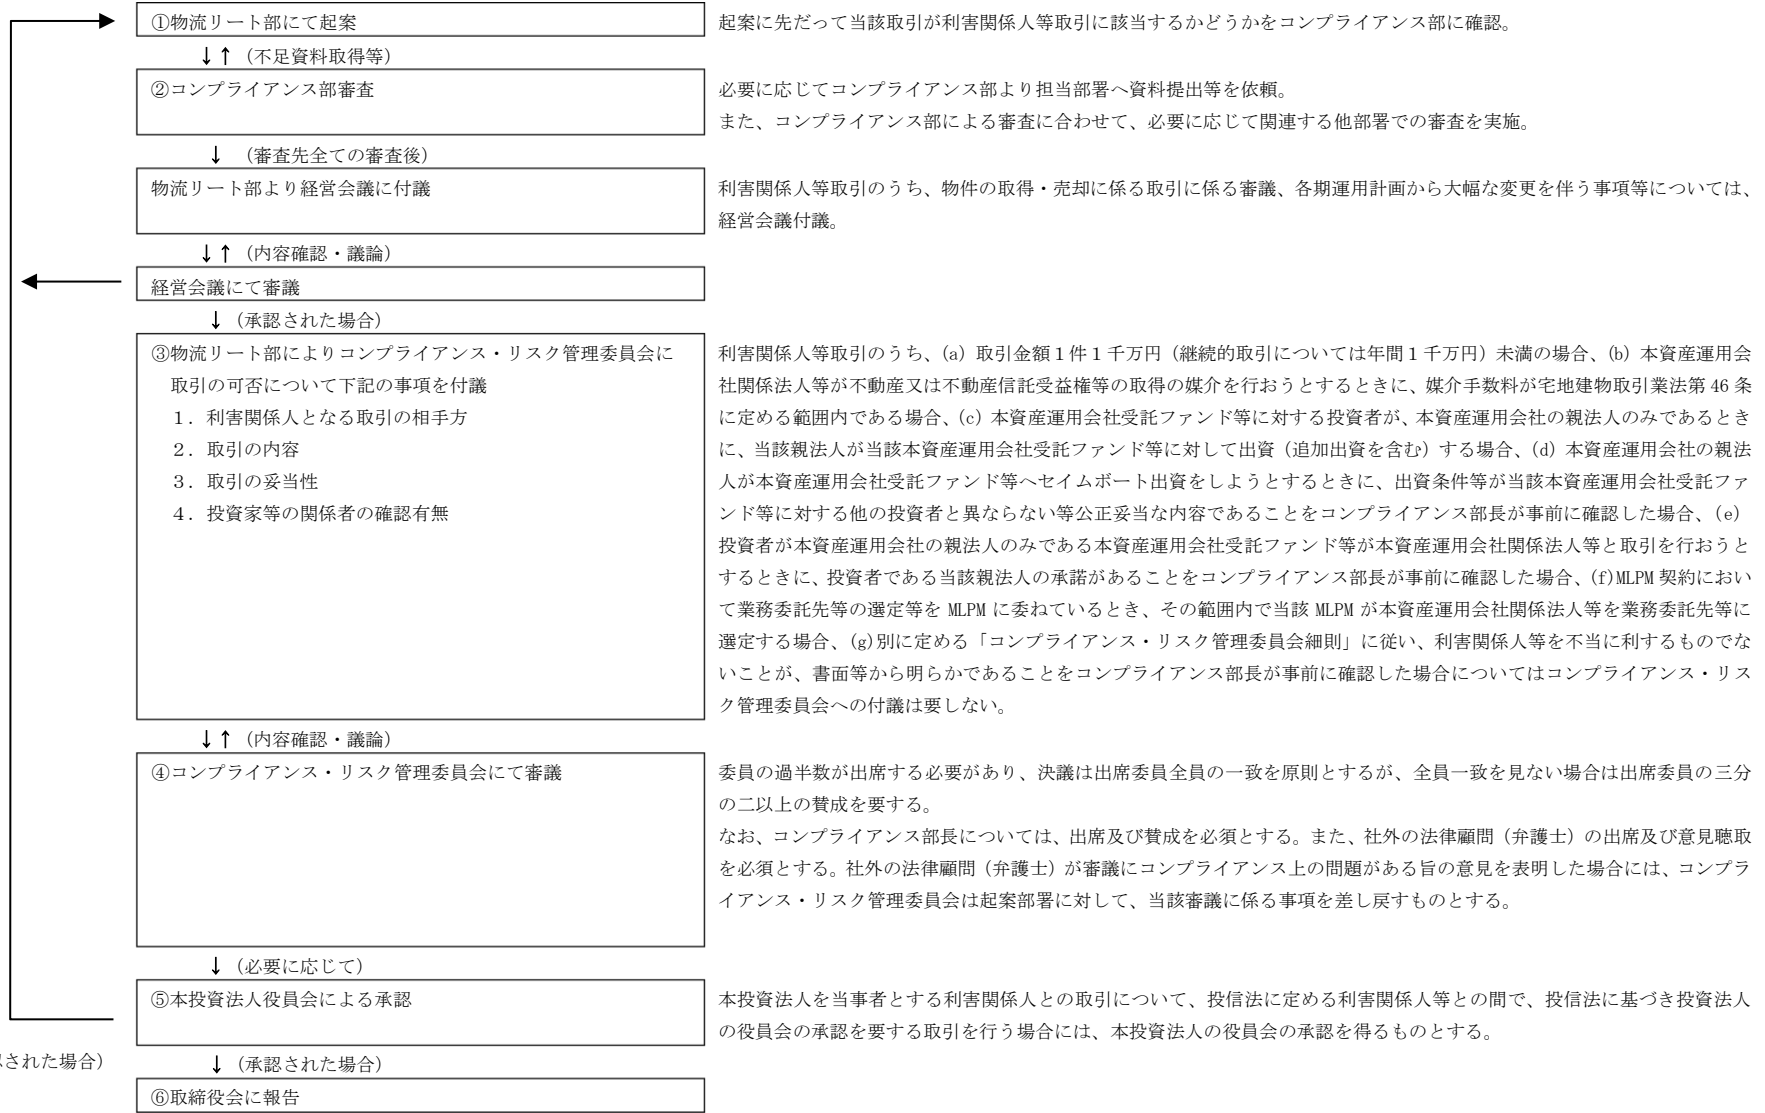 ①物流リート部にて起案
起案に先だって当該取引が利害関係人等取引に該当するかどうかをコンプライアンス部に確認。
↓↑（不足資料取得等）
②コンプライアンス部審査
必要に応じてコンプライアンス部より担当部署へ資料提出等を依頼。
また、コンプライアンス部による審査に合わせて、必要に応じて関連する他部署での審査を実施。
↓（審査先全ての審査後）
物流リート部より経営会議に付議
利害関係人等取引のうち、物件の取得・売却に係る取引に係る審議、各期運用計画から大幅な変更を伴う事項等については、
経営会議付議。
↓↑（内容確認・議論）
経営会議にて審議
↓（承認された場合）
③物流リート部によりコンプライアンス・リスク管理委員会に
取引の可否について下記の事項を付議
１．利害関係人となる取引の相手方
２．取引の内容
３．取引の妥当性
４．投資家等の関係者の確認有無
利害関係人等取引のうち、(a) 取引金額１件１千万円（継続的取引については年間１千万円）未満の場合、(b) 本資産運用会
社関係法人等が不動産又は不動産信託受益権等の取得の媒介を行おうとするときに、媒介手数料が宅地建物取引業法第 46 条
に定める範囲内である場合、(c) 本資産運用会社受託ファンド等に対する投資者が、本資産運用会社の親法人のみであるとき
に、当該親法人が当該本資産運用会社受託ファンド等に対して出資（追加出資を含む）する場合、(d) 本資産運用会社の親法
人が本資産運用会社受託ファンド等へセイムボート出資をしようとするときに、出資条件等が当該本資産運用会社受託ファ
ンド等に対する他の投資者と異ならない等公正妥当な内容であることをコンプライアンス部長が事前に確認した場合、(e)
投資者が本資産運用会社の親法人のみである本資産運用会社受託ファンド等が本資産運用会社関係法人等と取引を行おうと
するときに、投資者である当該親法人の承諾があることをコンプライアンス部長が事前に確認した場合、(f)MLPM 契約におい
て業務委託先等の選定等を MLPM に委ねているとき、その範囲内で当該 MLPM が本資産運用会社関係法人等を業務委託先等に
選定する場合、(g)別に定める「コンプライアンス・リスク管理委員会細則」に従い、利害関係人等を不当に利するものでな
いことが、書面等から明らかであることをコンプライアンス部長が事前に確認した場合についてはコンプライアンス・リス
ク管理委員会への付議は要しない。
↓↑（内容確認・議論）
④コンプライアンス・リスク管理委員会にて審議
委員の過半数が出席する必要があり、決議は出席委員全員の一致を原則とするが、全員一致を見ない場合は出席委員の三分
の二以上の賛成を要する。
なお、コンプライアンス部長については、出席及び賛成を必須とする。また、社外の法律顧問（弁護士）の出席及び意見聴取
を必須とする。社外の法律顧問（弁護士）が審議にコンプライアンス上の問題がある旨の意見を表明した場合には、コンプラ
イアンス・リスク管理委員会は起案部署に対して、当該審議に係る事項を差し戻すものとする。
↓（必要に応じて）
⑤本投資法人役員会による承認
本投資法人を当事者とする利害関係人との取引について、投信法に定める利害関係人等との間で、投信法に基づき投資法人
の役員会の承認を要する取引を行う場合には、本投資法人の役員会の承認を得るものとする。
された場合）
↓（承認された場合）
⑥取締役会に報告